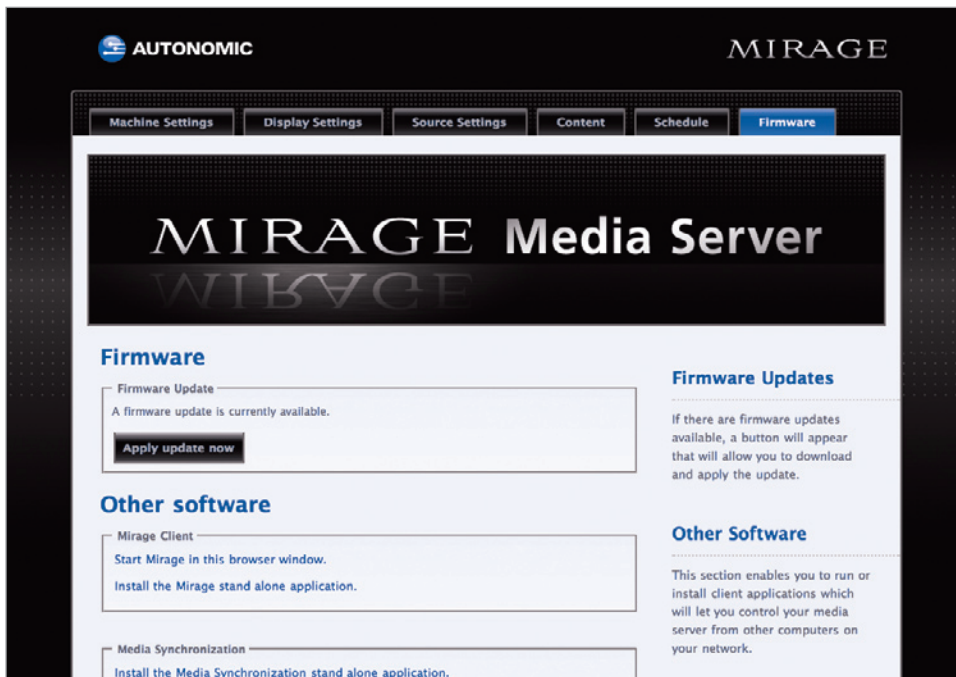 AUTONOMIC
MIRAGE
Machine Settings
Display Settings
Source Settings
Content
Schedule
Firmware
MIRAGE Media Server
Firmware
Firmware Update
A firmware update is currently available.
Apply update now
Other software
Mirage Client
Start Mirage in this browser window.
Install the Mirage stand alone application.
Media Synchronization
Install the Media Synchronization stand alone application.
Firmware Updates
If there are firmware updates
available, a button will appear
that will allow you to download
and apply the update.
Other Software
This section enables you to run or
install client applications which
will let you control your media
server from other computers on
your network.